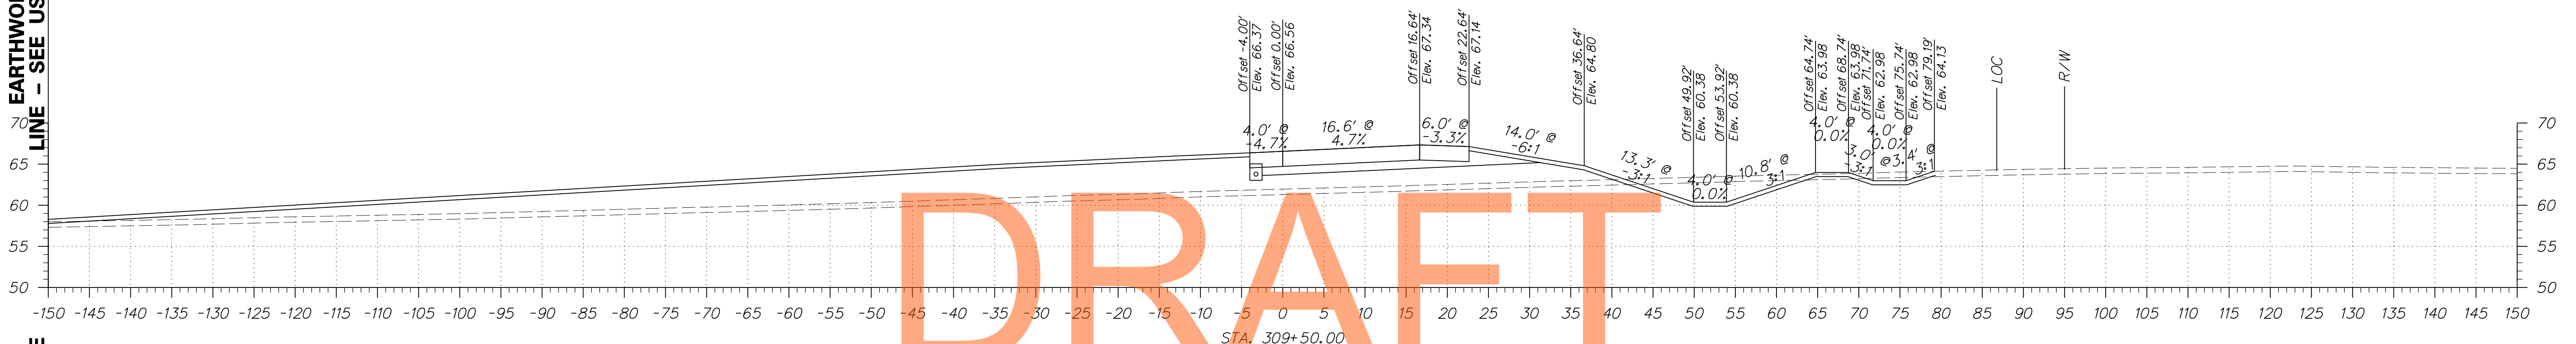 EARTHWOR
LINE - SEE US
Offset -4.00'
Elev. 66.37
Offset 0.00'
Elev. 66.56
Offset 16.64'
Elev. 67.34
Offset 22.64'
Elev. 67.14
Offset 36.64'
Elev. 64.80
Offset 49.92'
Elev. 60.38
Offset 53.92'
Elev. 60.38
Offset 64.74'
Elev. 63.98
Offset 68.74'
Elev. 63.98
Offset 71.74'
Elev. 62.98
Offset 75.74'
Elev. 62.98
Offset 79.19'
Elev. 64.13
LOC
R/W
4.0' @
-4.7%
16.6' @
4.7%
6.0' @
-3.3%
14.0' @
-6:1
13.3' @
-3:1
4.0' @
0.0%
10.8' @
3:1
4.0' @
0.0%
3.0' @
-3:1
4.0' @
0.0%
3.4' @
3:1
70 70
65 65
60 60
55 55
50 50
-150 -145 -140 -135 -130 -125 -120 -115 -110 -105 -100 -95 -90 -85 -80 -75 -70 -65 -60 -55 -50 -45 -40 -35 -30 -25 -20 -15 -10 -5 0 5 10 15 20 25 30 35 40 45 50 55 60 65 70 75 80 85 90 95 100 105 110 115 120 125 130 135 140 145 150
STA. 309+50.00
DRAFT